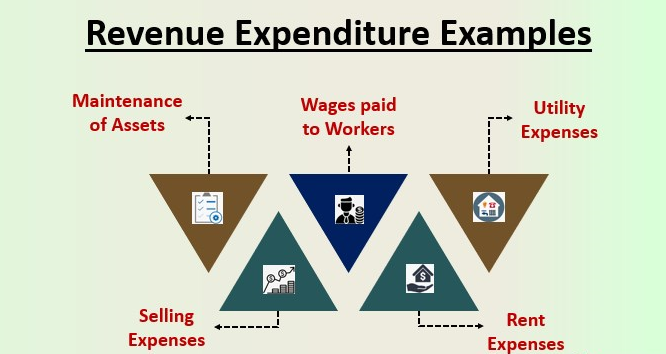 Revenue Expenditure Examples
Maintenance
of Assets
Wages paid
to Workers
Utility
Expenses
Selling
Expenses
Rent
Expenses